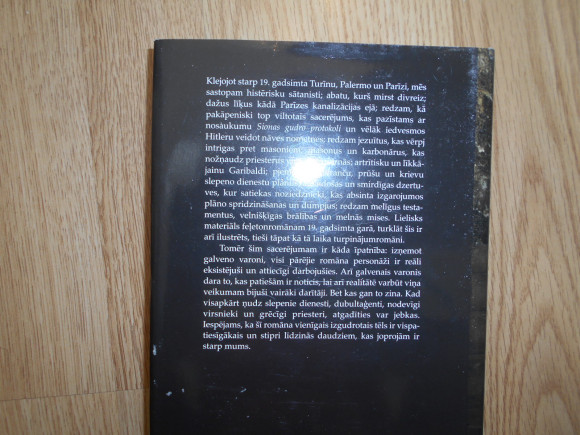 Klejojot starp 19. gadsimta Turīnu, Palermo un Parīzi, mēs
sastopam histērisku sātanisti; abatu, kurš mirst divreiz;
dažus līķus kādā Parīzes kanalizācijas ejā; redzam, kā
pakāpeniski top viltotais sacerējums, kas pazīstams ar
nosaukumu Sionas gudro protokoli un vēlāk iedvesmos
Hitleru veidot nāves nometnes; redzam jezuītus, kas vērpj
intrigas pret masoniem, masonus un karbonārus, kas
nožņaudz priesterus ar viņu zarnām; artrītisku un līkkā-
jainu Garibaldi; franču, prūšu un krievu
slepeno dienestu un smirdīgas dzertu-
ves, kur satiekas noziedznieki, kas absinta izgarojumos
plāno spridzināšanas un dumpjus; redzam melīgus testa-
mentus, velnišķīgas brālības un melnās mises. Lielisks
materiāls feļetonromānam 19. gadsimta garā, turklāt šis ir
arī ilustrēts, tieši tāpat kā tā laika turpinājumromāni.
Tomēr šim sacerējumam ir kāda īpatnība: izņemot
galveno varoni, visi pārējie romāna personāži ir reāli
eksistējuši un attiecīgi darbojušies. Arī galvenais varonis
dara to, kas patiešām ir noticis, lai arī realitātē varbūt viņa
veikumam bijuši vairāki darītāji. Bet kas gan to zina. Kad
visapkārt ņudz slepenie dienesti, dubultaģenti, nodevīgi
virsnieki un grēcīgi priesteri, atgadīties var jebkas.
Iespējams, ka šī romāna vienīgais izgudrotais tēls ir vispa-
tiesīgākais un stipri līdzinās daudziem, kas joprojām ir
starp mums.